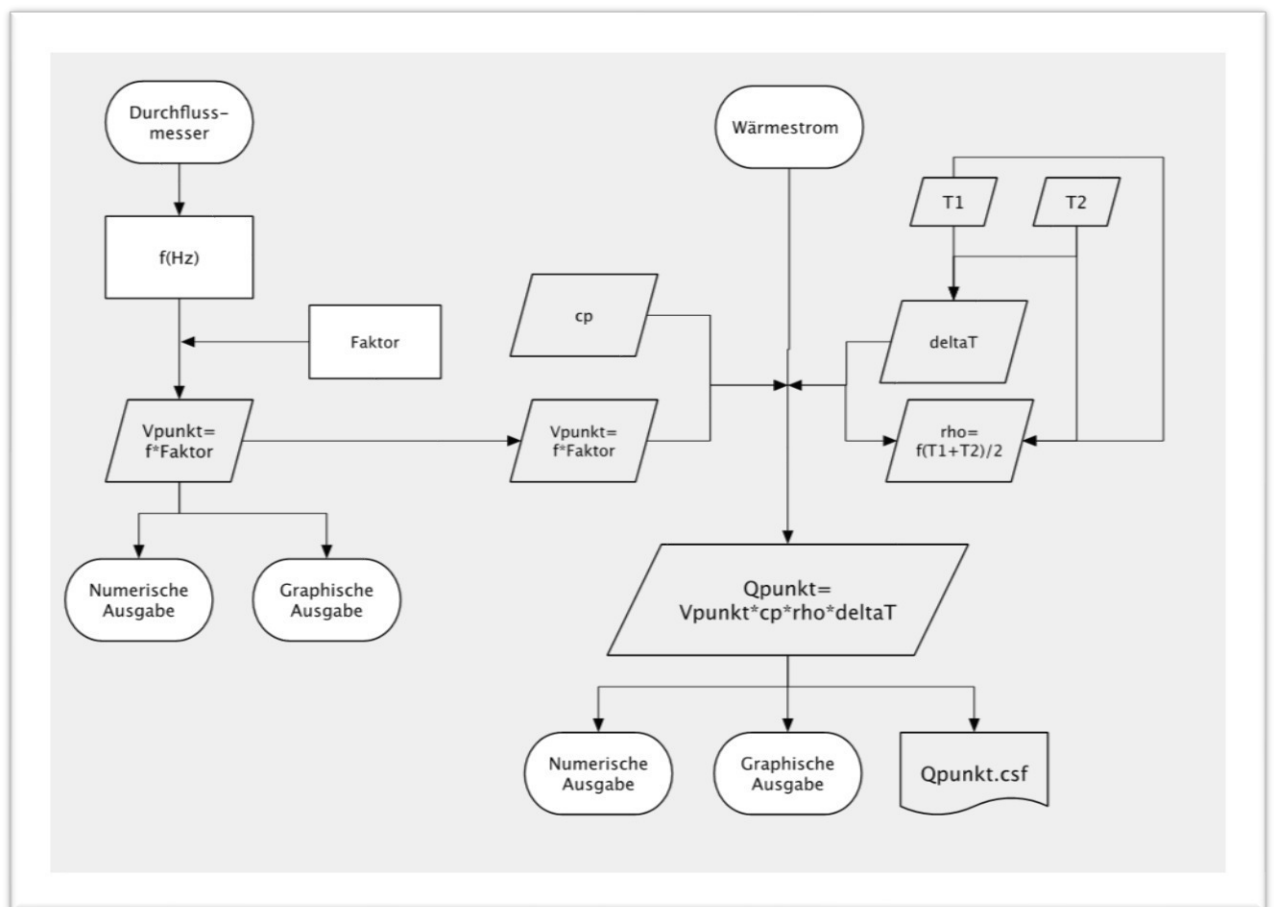 Durchfluss-
messer
f(Hz)
Faktor
Vpunkt=
f*Faktor
Numerische
Ausgabe
Graphische
Ausgabe
Wärmestrom
T1
T2
cp
deltaT
Vpunkt=
f*Faktor
rho=
f(T1+T2)/2
Qpunkt=
Vpunkt*cp*rho*deltaT
Numerische
Ausgabe
Graphische
Ausgabe
Qpunkt.csf